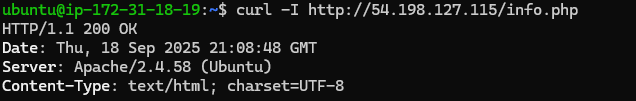 ubuntu@ip-172-31-18-19:~$ curl -I http://54.198.127.115/info.php
HTTP/1.1 200 OK
Date: Thu, 18 Sep 2025 21:08:48 GMT
Server: Apache/2.4.58 (Ubuntu)
Content-Type: text/html; charset=UTF-8